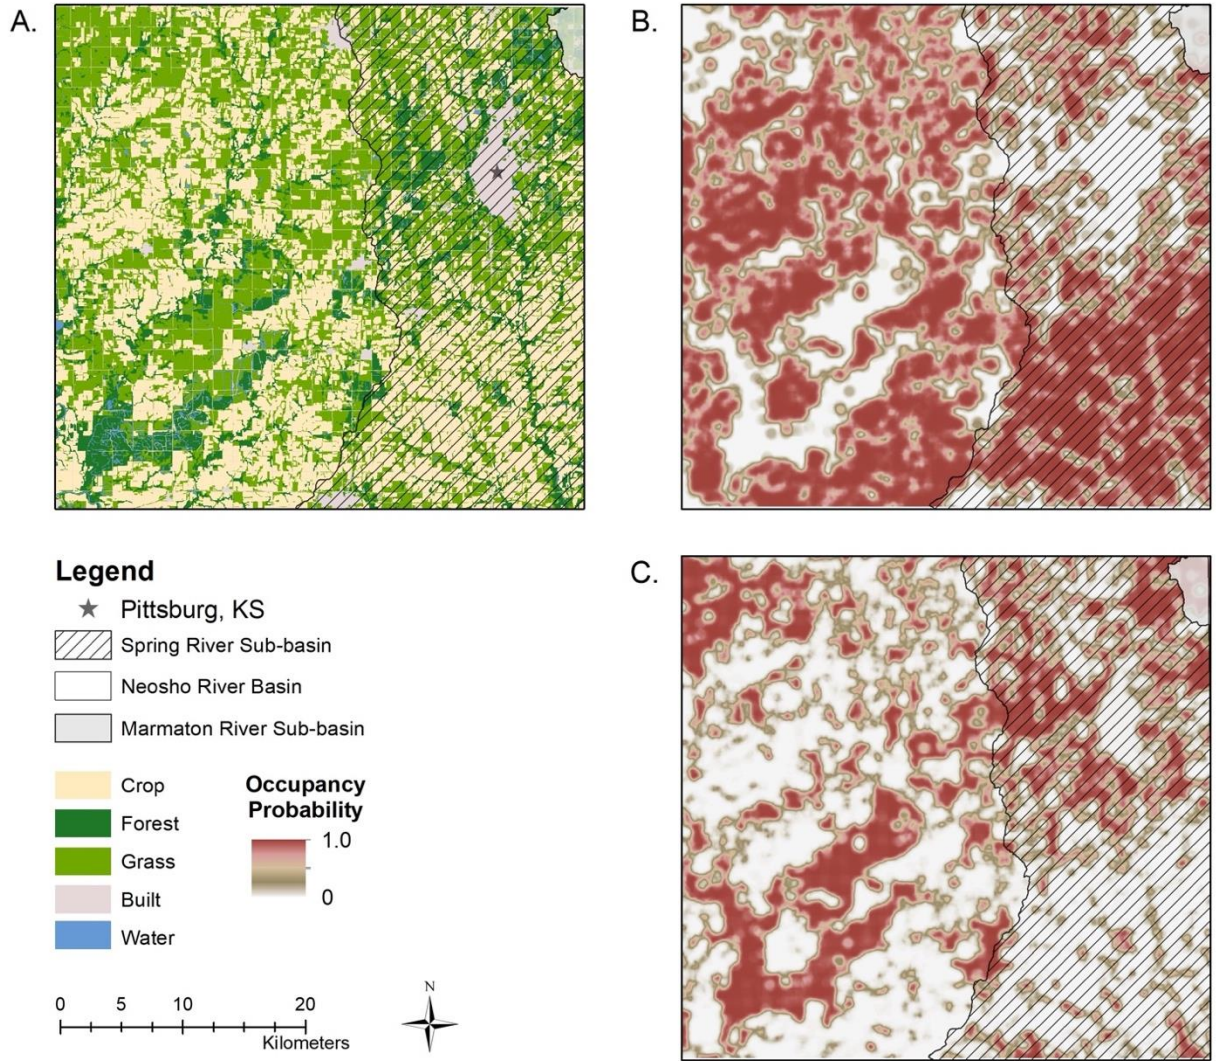 A.
B.
Legend
Pittsburg, KS
Spring River Sub-basin
Neosho River Basin
Marmaton River Sub-basin
Crop
Forest
Grass
Built
Water
Occupancy
Probability
1.0
0
0 5 10 20
Kilometers
N
C.